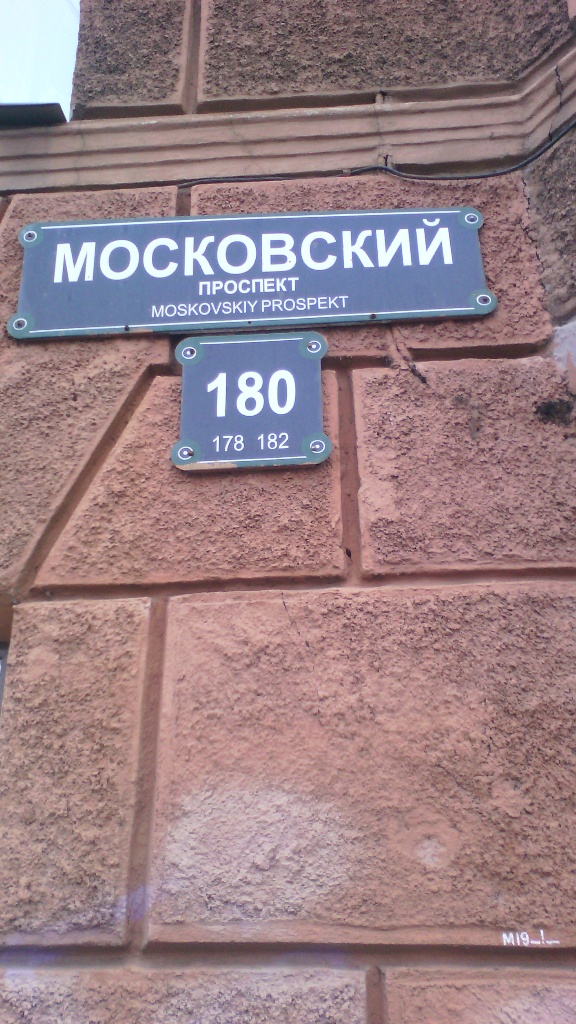 МОСКОВСКИЙ
ПРОСПЕКТ
MOSKOVSKIY PROSPEKT
180
178 182